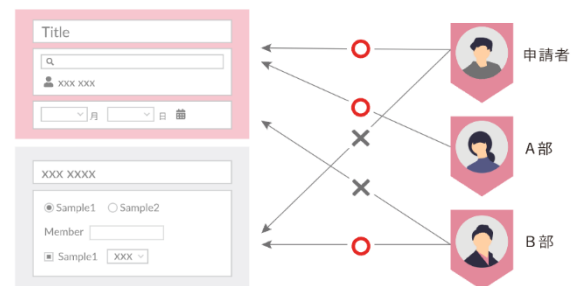 Title
xxx xxx
月 日
xxx xxxx
Sample1 Sample2
Member
Sample1 xxx
申請者
A部
B部